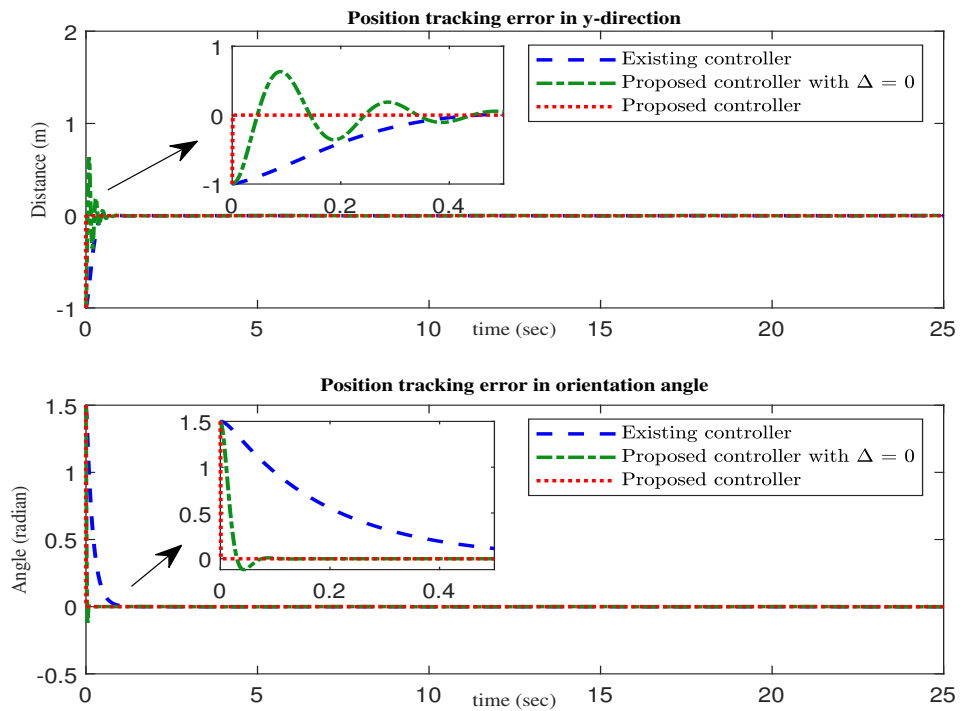 Position tracking error in y-direction
2
1
0
-1
Distance (m)
1
0
-1
0
0.2
0.4
Existing controller
Proposed controller with Δ = 0
Proposed controller
0
5
10
15
20
25
time (sec)
Position tracking error in orientation angle
1.5
1
0.5
0
-0.5
Angle (radian)
1.5
1
0.5
0
0
0.2
0.4
Existing controller
Proposed controller with Δ = 0
Proposed controller
0
5
10
15
20
25
time (sec)